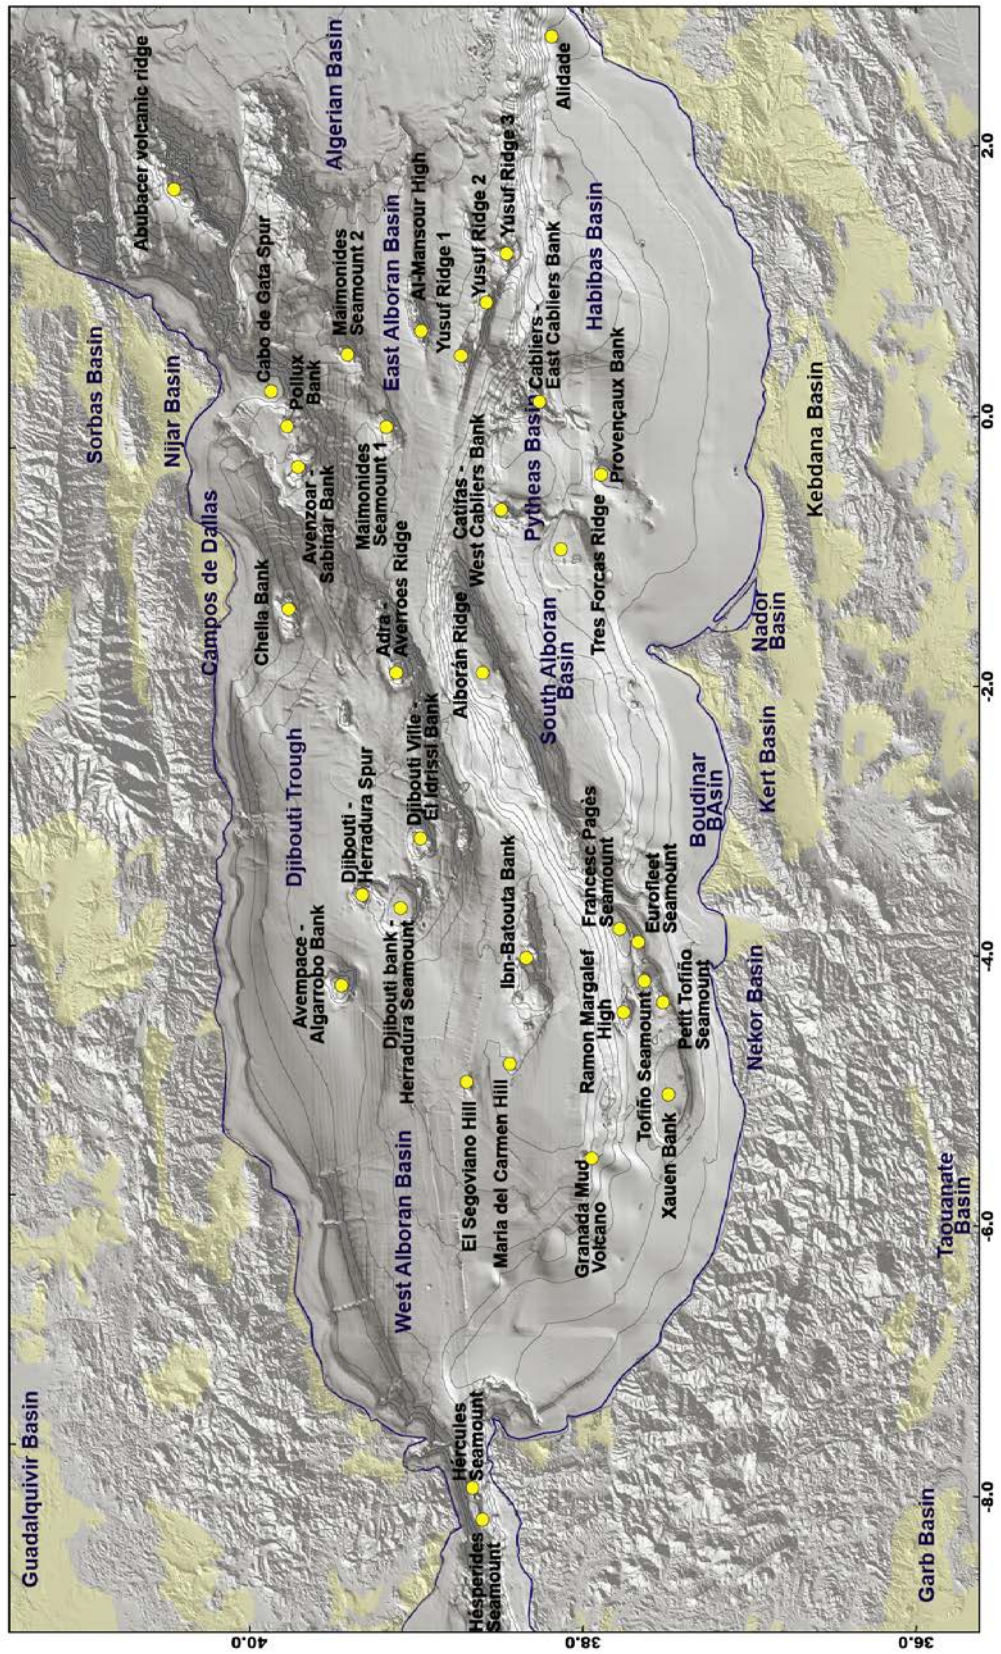 Guadalquivir Basin
Sorbas Basin
Nijar Basin
Campos de Dallas
Abubacer volcanic ridge
Algerian Basin
Cabo de Gata Spur
Pollux
Bank
Avenzoar -
Sabinar Bank
Chella Bank
Maimonides
Seamount 2
Maimonides
Seamount 1
East Alboran Basin
Al-Mansour High
Yusuf Ridge 1
Yusuf Ridge 2
Yusuf Ridge 3
Alidade
Adra -
Averroes Ridge
Djibouti Trough
Djibouti -
Herradura Spur
Avempace -
Algarrobo Bank
Djibouti bank -
Herradura Seamount
Djibouti Ville -
El Idrissi Bank
West Alboran Basin
El Segoviano Hill
Maria del Carmen Hill
Ibn-Batouta Bank
Alborán Ridge
Catifas -
West Cabliers Bank
Pytheas Basin
Cabliers -
East Cabliers Bank
Habibas Basin
Provençaux Bank
Tres Forcas Ridge
South Alboran
Basin
Francesc Pagès
Seamount
Eurofleet
Seamount
Ramon Margalef
High
Tofiño Seamount
Petit Tofiño
Seamount
Xauen Bank
Granada Mud
Volcano
Hércules
Seamount
Hésperides
Seamount
Kebdana Basin
Nador
Basin
Kert Basin
Boudinar
BAsin
Nekor Basin
Taouanate
Basin
Garb Basin
40.0
38.0
36.0
-8.0
-6.0
-4.0
-2.0
0.0
2.0